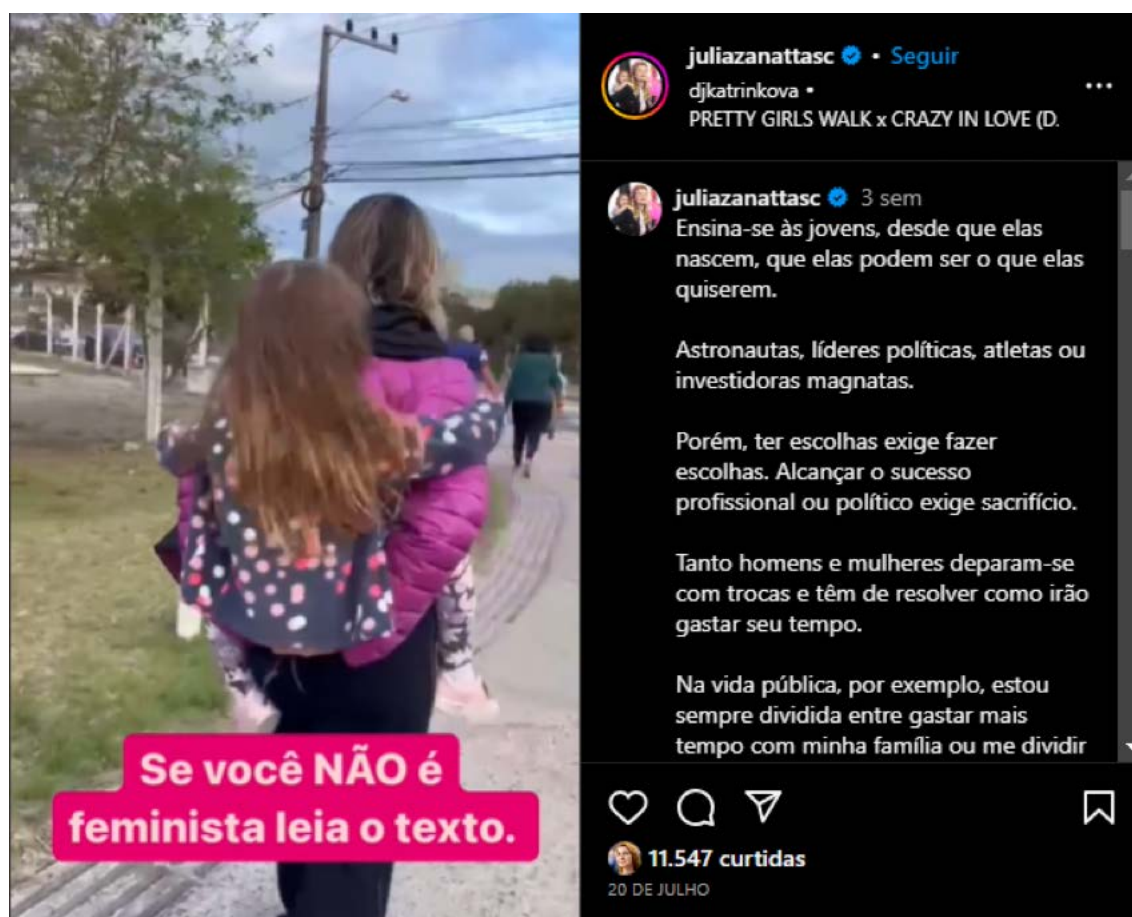 Se você NÃO é
feminista leia o texto.
juliazanattasc • Seguir
djkatrinkova •
PRETTY GIRLS WALK x CRAZY IN LOVE (D.
juliazanattasc 3 sem
Ensina-se às jovens, desde que elas
nascem, que elas podem ser o que elas
quiserem.
Astronautas, líderes políticas, atletas ou
investidoras magnatas.
Porém, ter escolhas exige fazer
escolhas. Alcançar o sucesso
profissional ou político exige sacrifício.
Tanto homens e mulheres deparam-se
com trocas e têm de resolver como irão
gastar seu tempo.
Na vida pública, por exemplo, estou
sempre dividida entre gastar mais
tempo com minha família ou me dividir
11.547 curtidas
20 DE JULHO